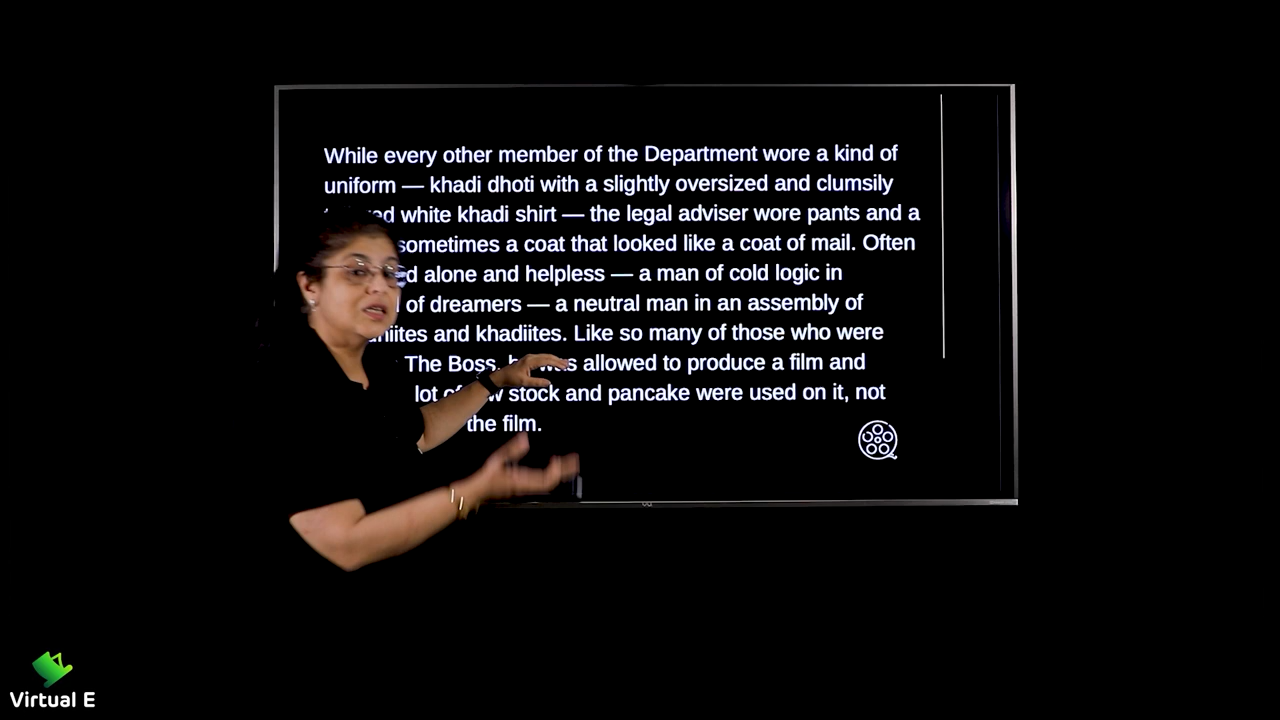 While every other member of the Department wore a kind of
uniform — khadi dhoti with a slightly oversized and clumsily
white khadi shirt — the legal adviser wore pants and a
sometimes a coat that looked like a coat of mail. Often
alone and helpless — a man of cold logic in
of dreamers — a neutral man in an assembly of
and khadiites. Like so many of those who were
The Boss, was allowed to produce a film and
lot stock and pancake were used on it, not
the film.
Virtual E